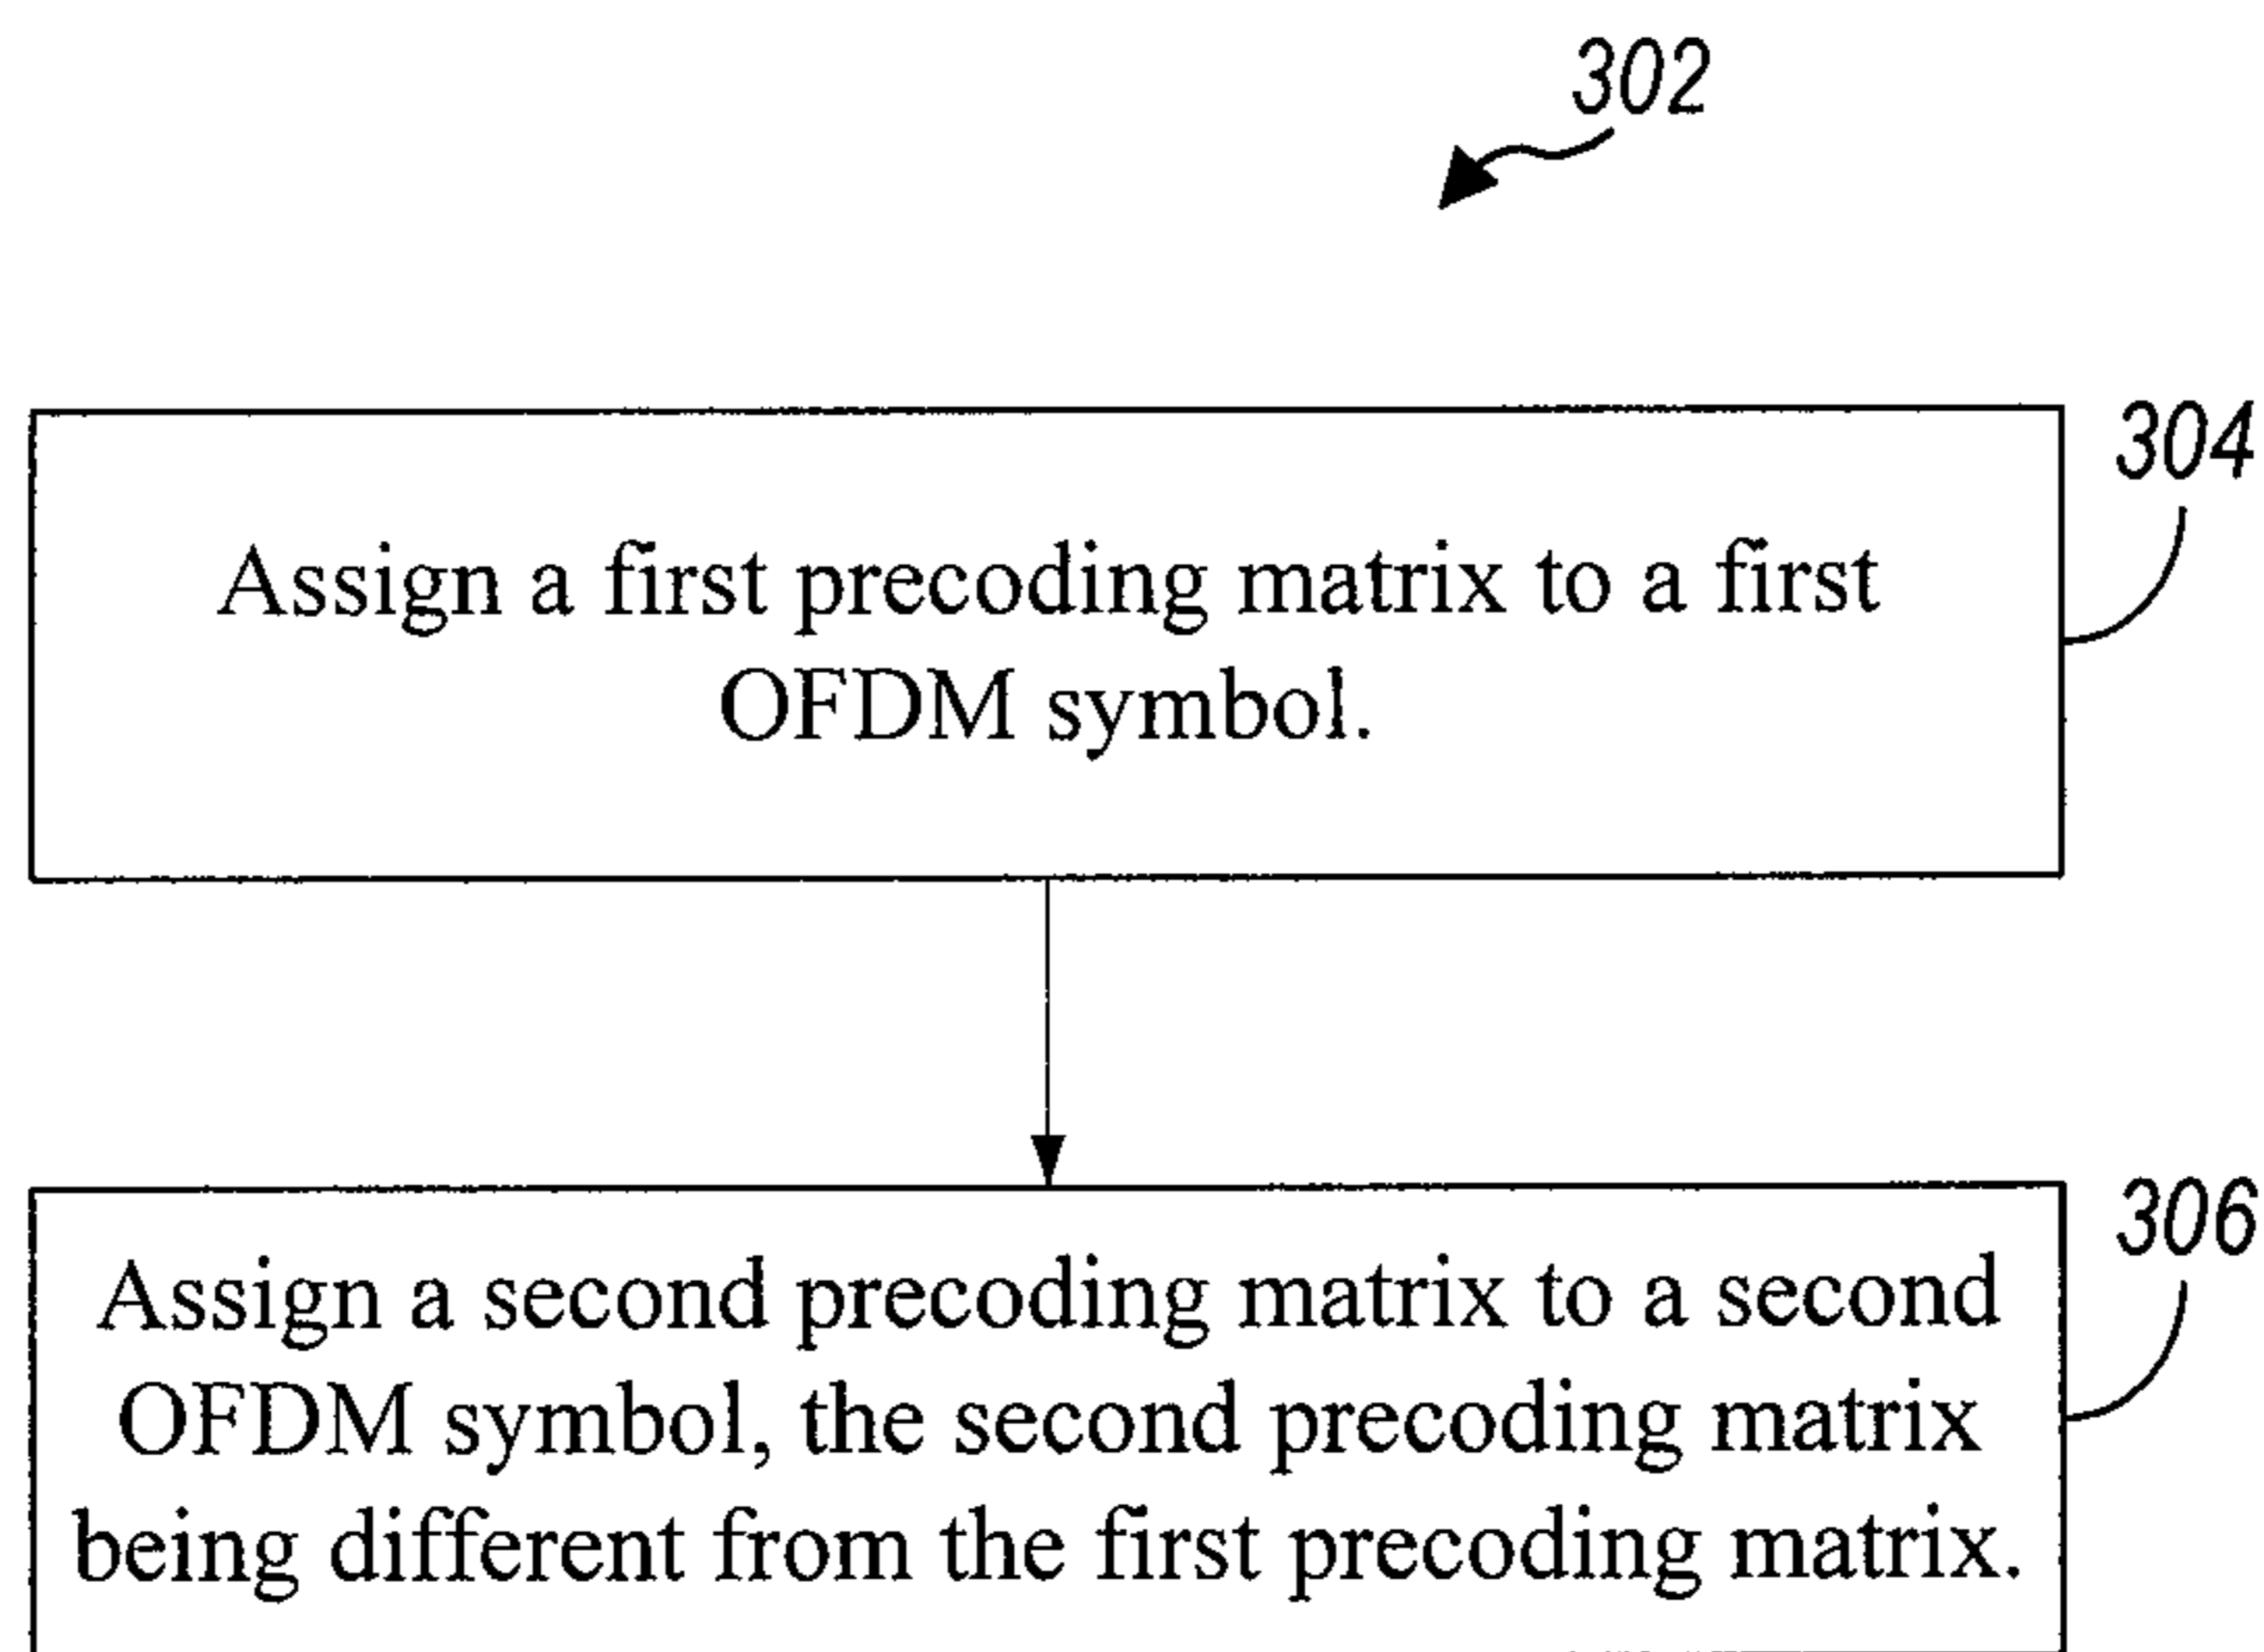 302
304
Assign a first precoding matrix to a first
OFDM symbol.
306
Assign a second precoding matrix to a second
OFDM symbol, the second precoding matrix
being different from the first precoding matrix.